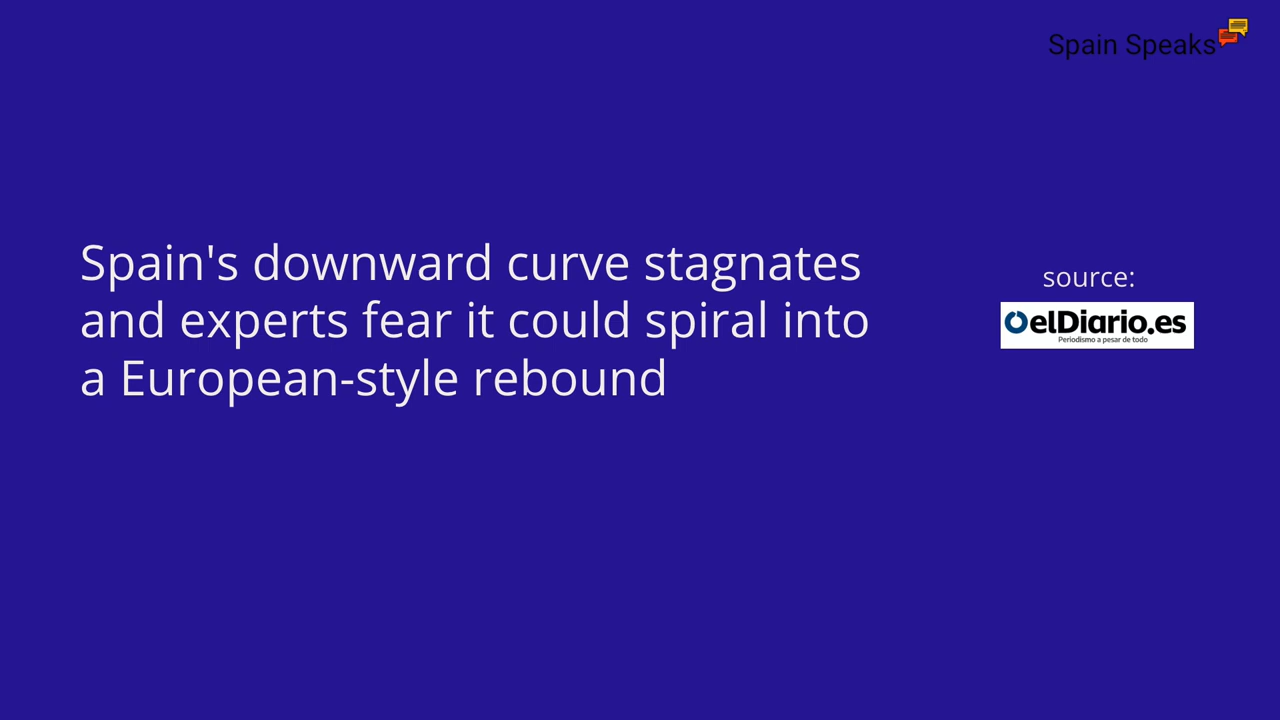 Spain Speaks
Spain's downward curve stagnates
and experts fear it could spiral into
a European-style rebound
source:
elDiario.es
Periodismo a pesar de todo